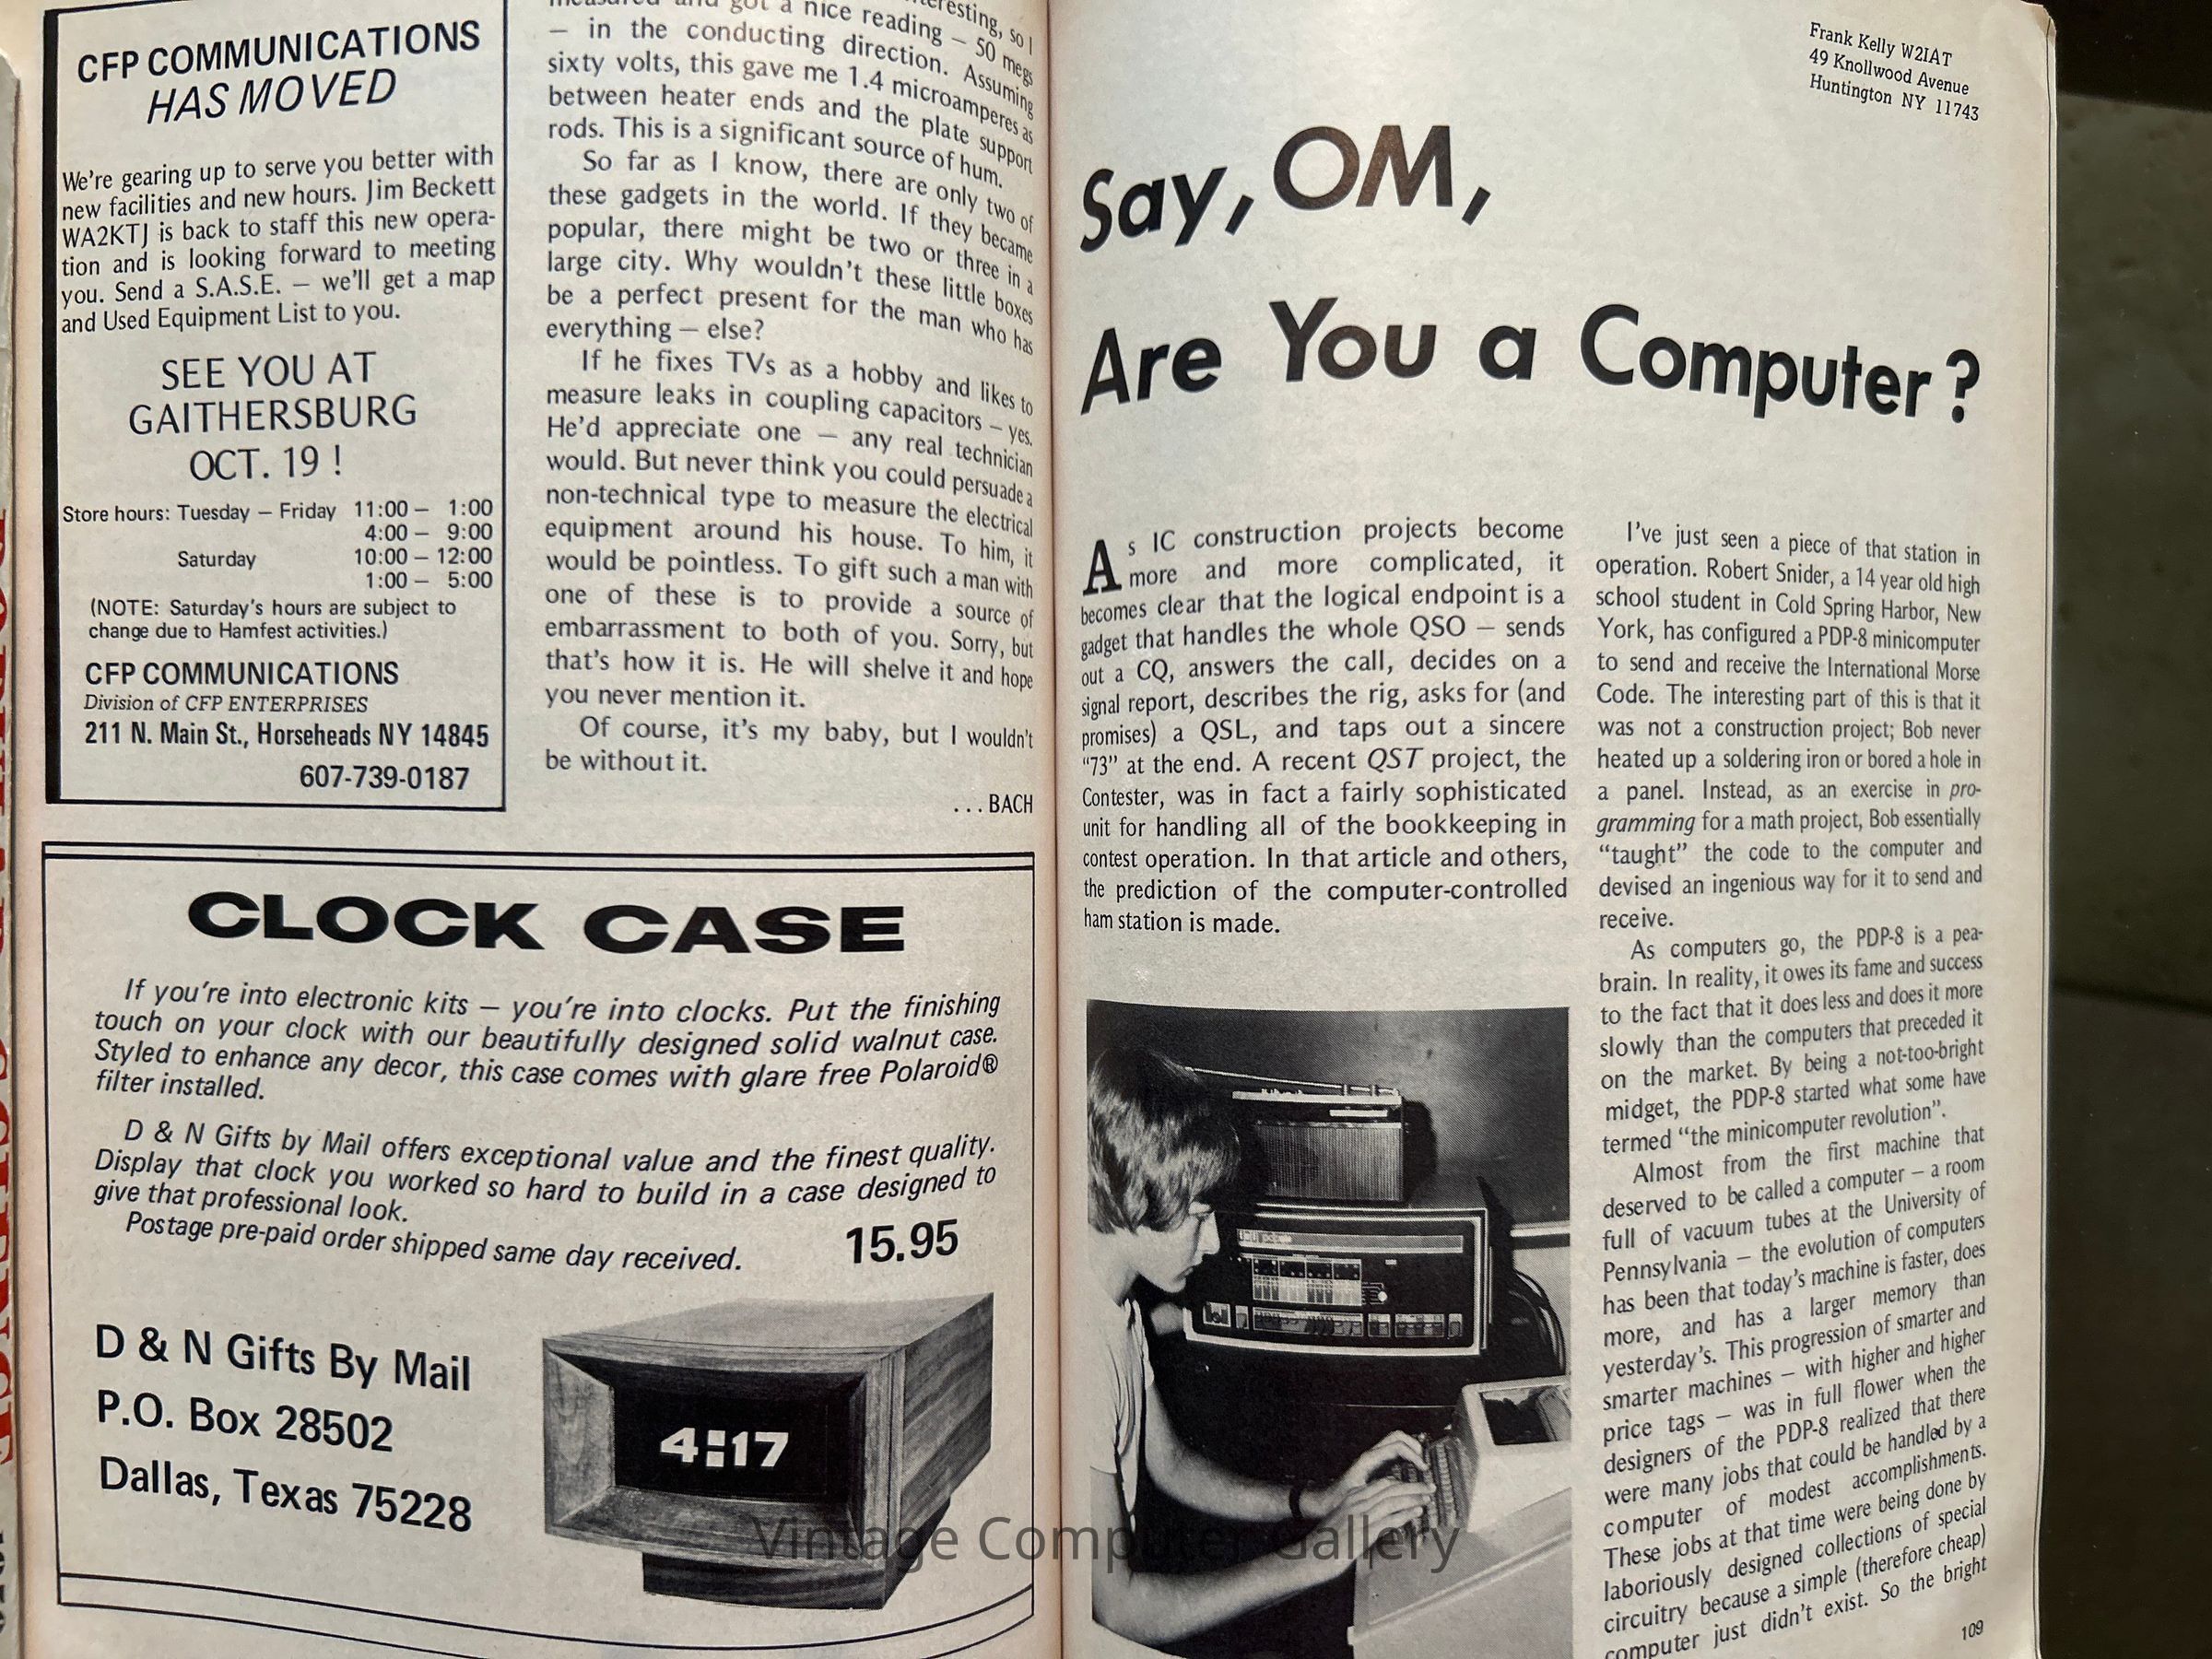 CFP COMMUNICATIONS
HAS MOVED
We're gearing up to serve you better with
new facilities and new hours. Jim Beckett
WA2KTJ is back to staff this new opera-
tion and is looking forward to meeting
you. Send a S.A.S.E. — we'll get a map
and Used Equipment List to you.
SEE YOU AT
GAITHERSBURG
OCT. 19 !
Store hours: Tuesday — Friday 11:00 — 1:00
4:00 — 9:00
Saturday 10:00 — 12:00
1:00 — 5:00
(NOTE: Saturday's hours are subject to
change due to Hamfest activities.)
CFP COMMUNICATIONS
Division of CFP ENTERPRISES
211 N. Main St., Horseheads NY 14845
607-739-0187
measured and got a nice reading — 50 megs
— in the conducting direction. Assuming
sixty volts, this gave me 1.4 microamperes as
between heater ends and the plate support
rods. This is a significant source of hum.
So far as I know, there are only two of
these gadgets in the world. If they became
popular, there might be two or three in a
large city. Why wouldn't these little boxes
be a perfect present for the man who has
everything — else?
If he fixes TVs as a hobby and likes to
measure leaks in coupling capacitors — yes.
He'd appreciate one — any real technician
would. But never think you could persuade a
non-technical type to measure the electrical
equipment around his house. To him, it
would be pointless. To gift such a man with
one of these is to provide a source of
embarrassment to both of you. Sorry, but
that's how it is. He will shelve it and hope
you never mention it.
Of course, it's my baby, but I wouldn't
be without it.
. . . BACH
CLOCK CASE
If you're into electronic kits — you're into clocks. Put the finishing
touch on your clock with our beautifully designed solid walnut case.
Styled to enhance any decor, this case comes with glare free Polaroid®
filter installed.
D & N Gifts by Mail offers exceptional value and the finest quality.
Display that clock you worked so hard to build in a case designed to
give that professional look.
Postage pre-paid order shipped same day received. 15.95
D & N Gifts By Mail
P.O. Box 28502
Dallas, Texas 75228
4:17
Frank Kelly W2IAT
49 Knollwood Avenue
Huntington NY 11743
Say, OM,
Are You a Computer?
As IC construction projects become
more and more complicated, it
becomes clear that the logical endpoint is a
gadget that handles the whole QSO — sends
out a CQ, answers the call, decides on a
signal report, describes the rig, asks for (and
promises) a QSL, and taps out a sincere
"73" at the end. A recent QST project, the
Contester, was in fact a fairly sophisticated
unit for handling all of the bookkeeping in
contest operation. In that article and others,
the prediction of the computer-controlled
ham station is made.
I've just seen a piece of that station in
operation. Robert Snider, a 14 year old high
school student in Cold Spring Harbor, New
York, has configured a PDP-8 minicomputer
to send and receive the International Morse
Code. The interesting part of this is that it
was not a construction project; Bob never
heated up a soldering iron or bored a hole in
a panel. Instead, as an exercise in pro-
gramming for a math project, Bob essentially
"taught" the code to the computer and
devised an ingenious way for it to send and
receive.
As computers go, the PDP-8 is a pea-
brain. In reality, it owes its fame and success
to the fact that it does less and does it more
slowly than the computers that preceded it
on the market. By being a not-too-bright
midget, the PDP-8 started what some have
termed "the minicomputer revolution".
Almost from the first machine that
deserved to be called a computer — a room
full of vacuum tubes at the University of
Pennsylvania — the evolution of computers
has been that today's machine is faster, does
more, and has a larger memory than
yesterday's. This progression of smarter and
smarter machines — with higher and higher
price tags — was in full flower when the
designers of the PDP-8 realized that there
were many jobs that could be handled by a
computer of modest accomplishments.
These jobs at that time were being done by
laboriously designed collections of special
circuitry because a simple (therefore cheap)
computer just didn't exist. So the bright
109
Vintage Computer Gallery